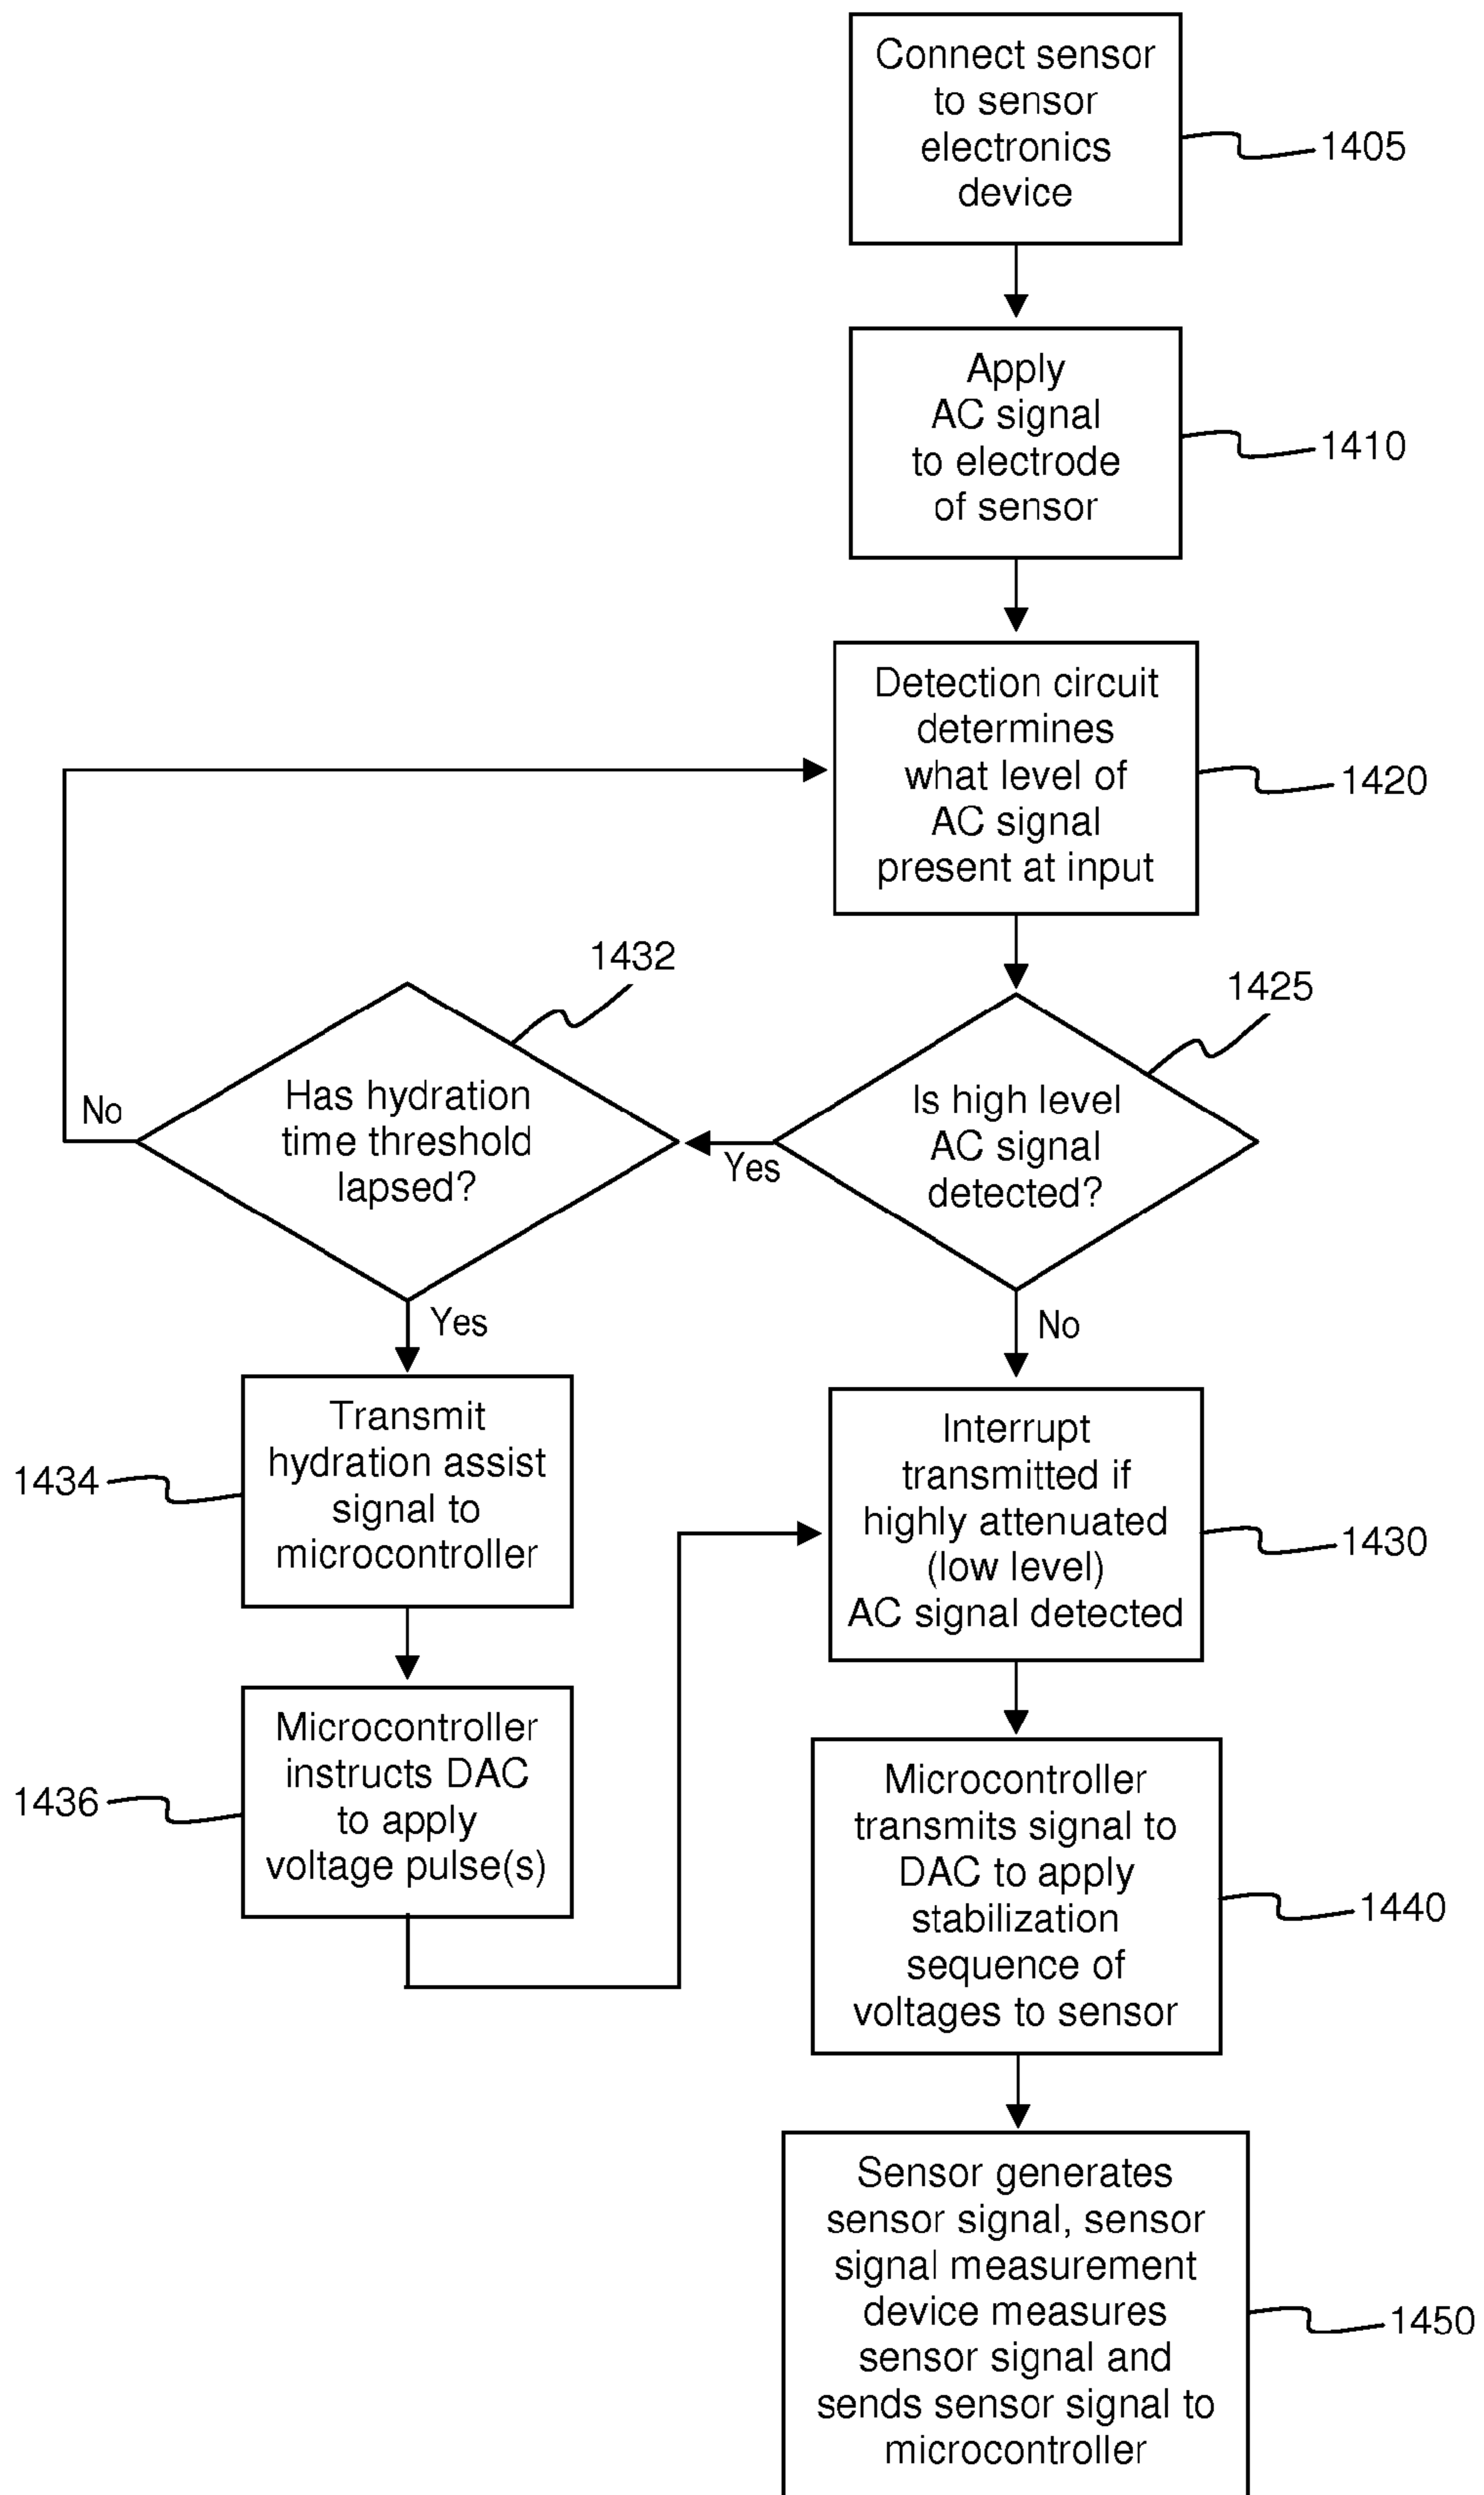 Connect sensor
to sensor
electronics
device
1405
Apply
AC signal
to electrode
of sensor
1410
Detection circuit
determines
what level of
AC signal
present at input
1420
1432
1425
Has hydration
time threshold
lapsed?
No
Yes
Is high level
AC signal
detected?
Yes
No
Transmit
hydration assist
signal to
microcontroller
1434
Interrupt
transmitted if
highly attenuated
(low level)
AC signal detected
1430
Microcontroller
instructs DAC
to apply
voltage pulse(s)
1436
Microcontroller
transmits signal to
DAC to apply
stabilization
sequence of
voltages to sensor
1440
Sensor generates
sensor signal, sensor
signal measurement
device measures
sensor signal and
sends sensor signal to
microcontroller
1450